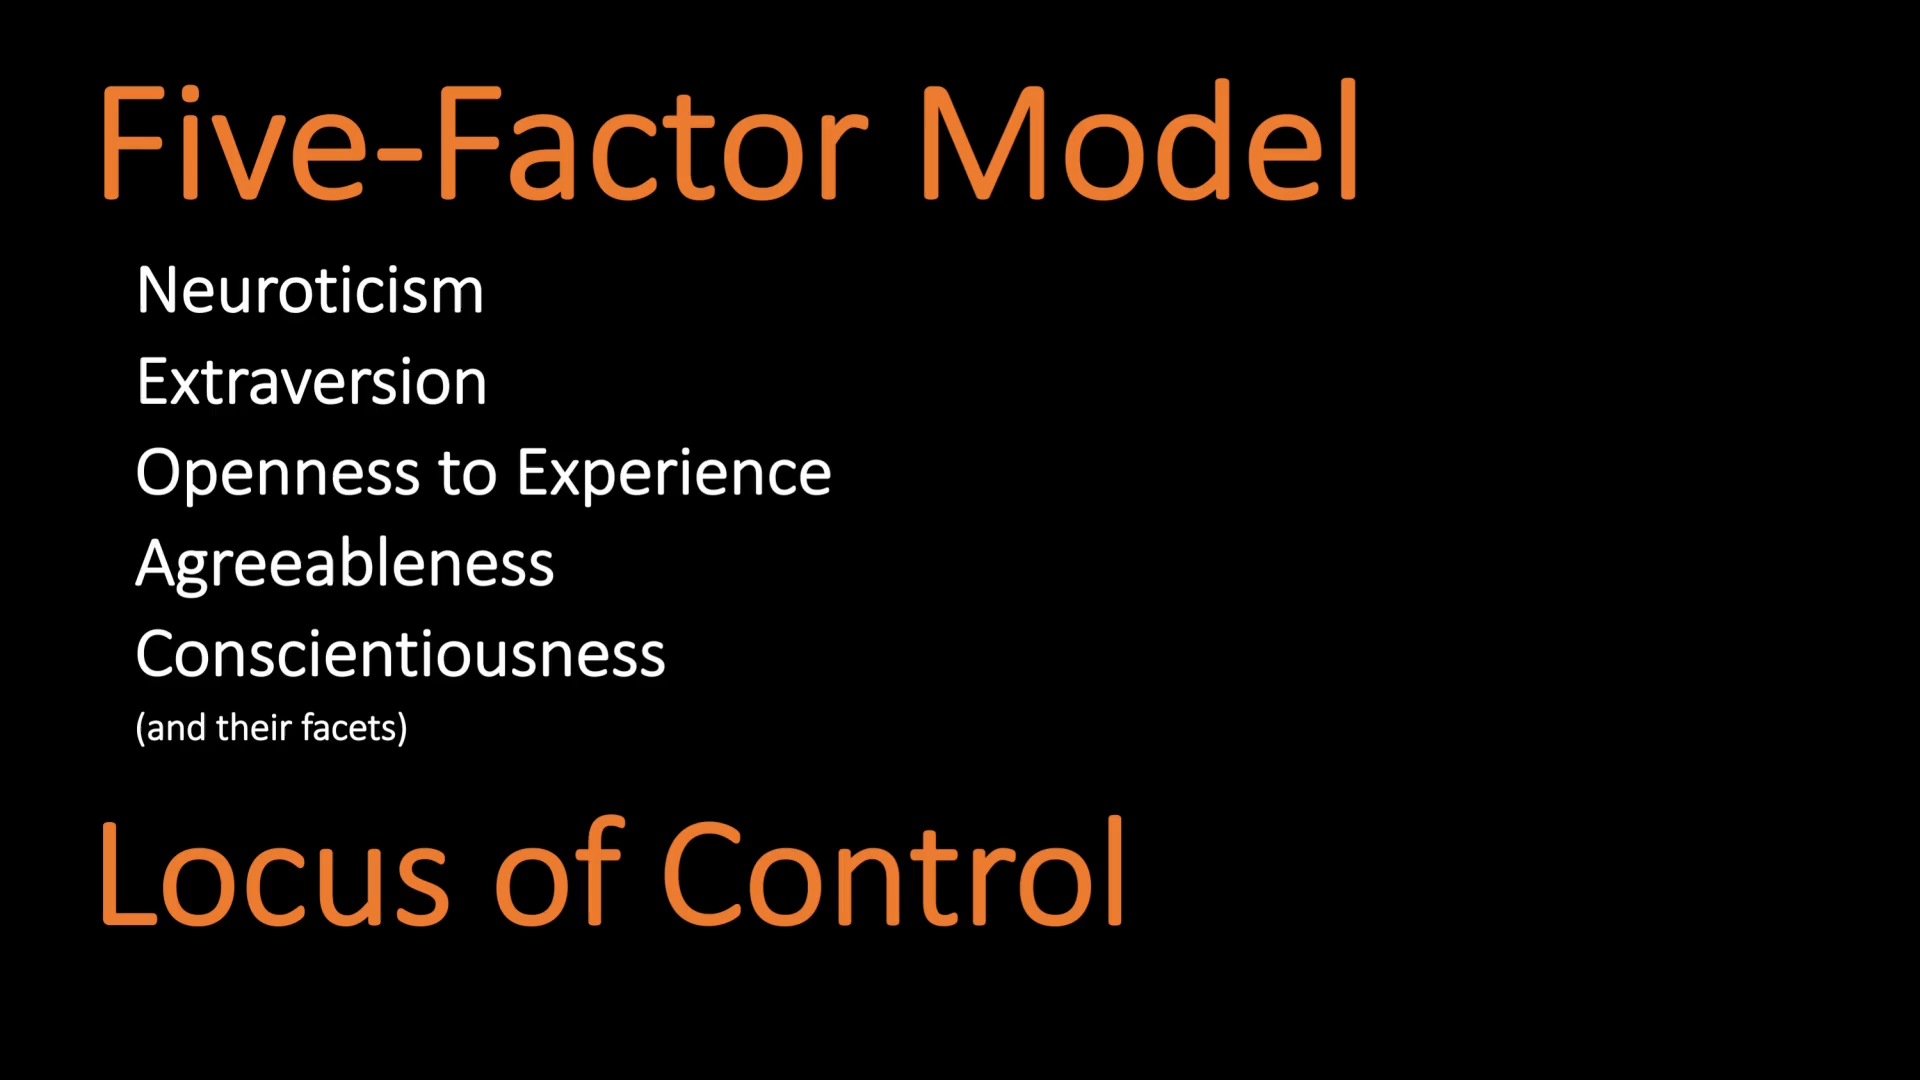 Five-Factor Model
Neuroticism
Extraversion
Openness to Experience
Agreeableness
Conscientiousness
(and their facets)
Locus of Control